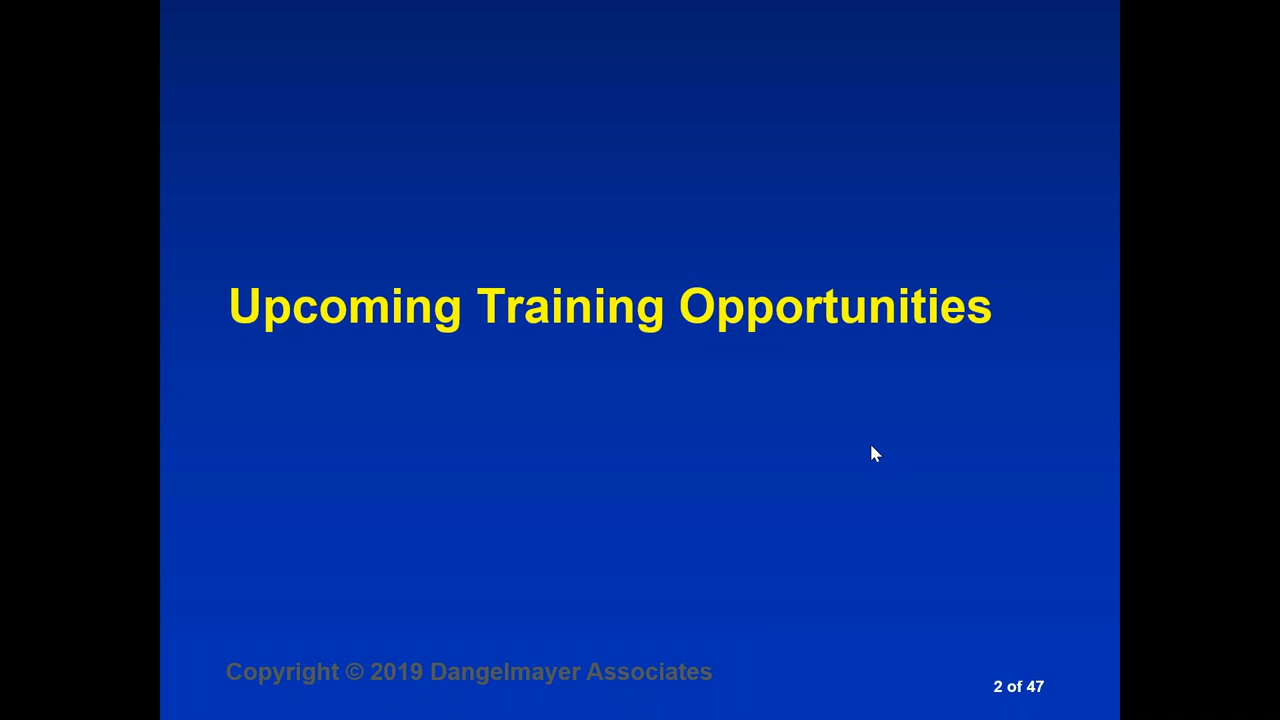 Upcoming Training Opportunities
Copyright © 2019 Dangelmayer Associates
2 of 47